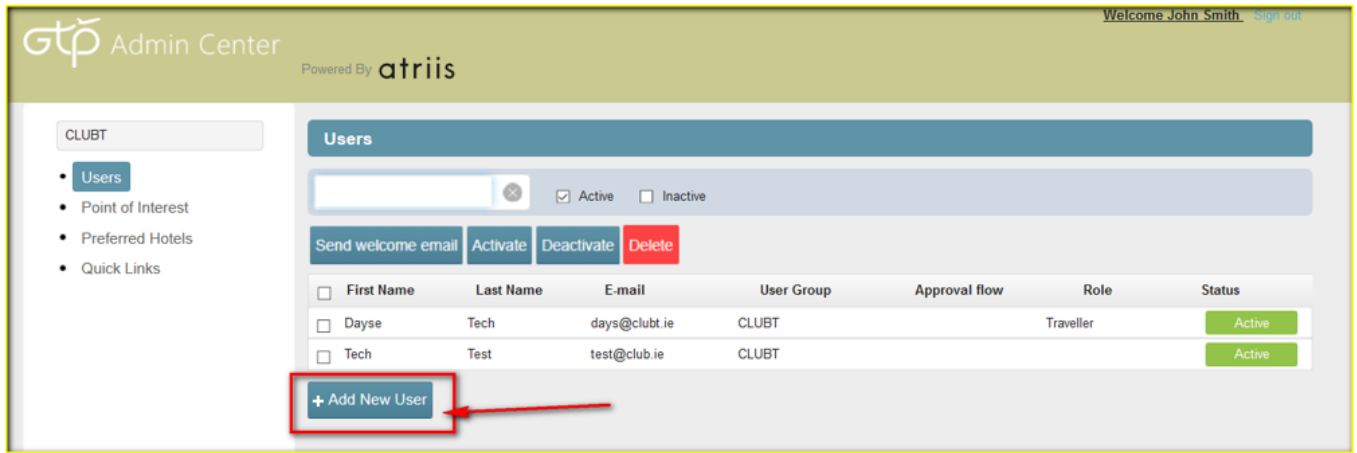 Welcome John Smith Sign out
GTP Admin Center
Powered By atriis
CLUBT
Users
Point of Interest
Preferred Hotels
Quick Links
Users
Active Inactive
Send welcome email Activate Deactivate Delete
First Name Last Name E-mail User Group Approval flow Role Status
Dayse Tech days@clubt.ie CLUBT Traveller Active
Tech Test test@club.ie CLUBT Active
+ Add New User